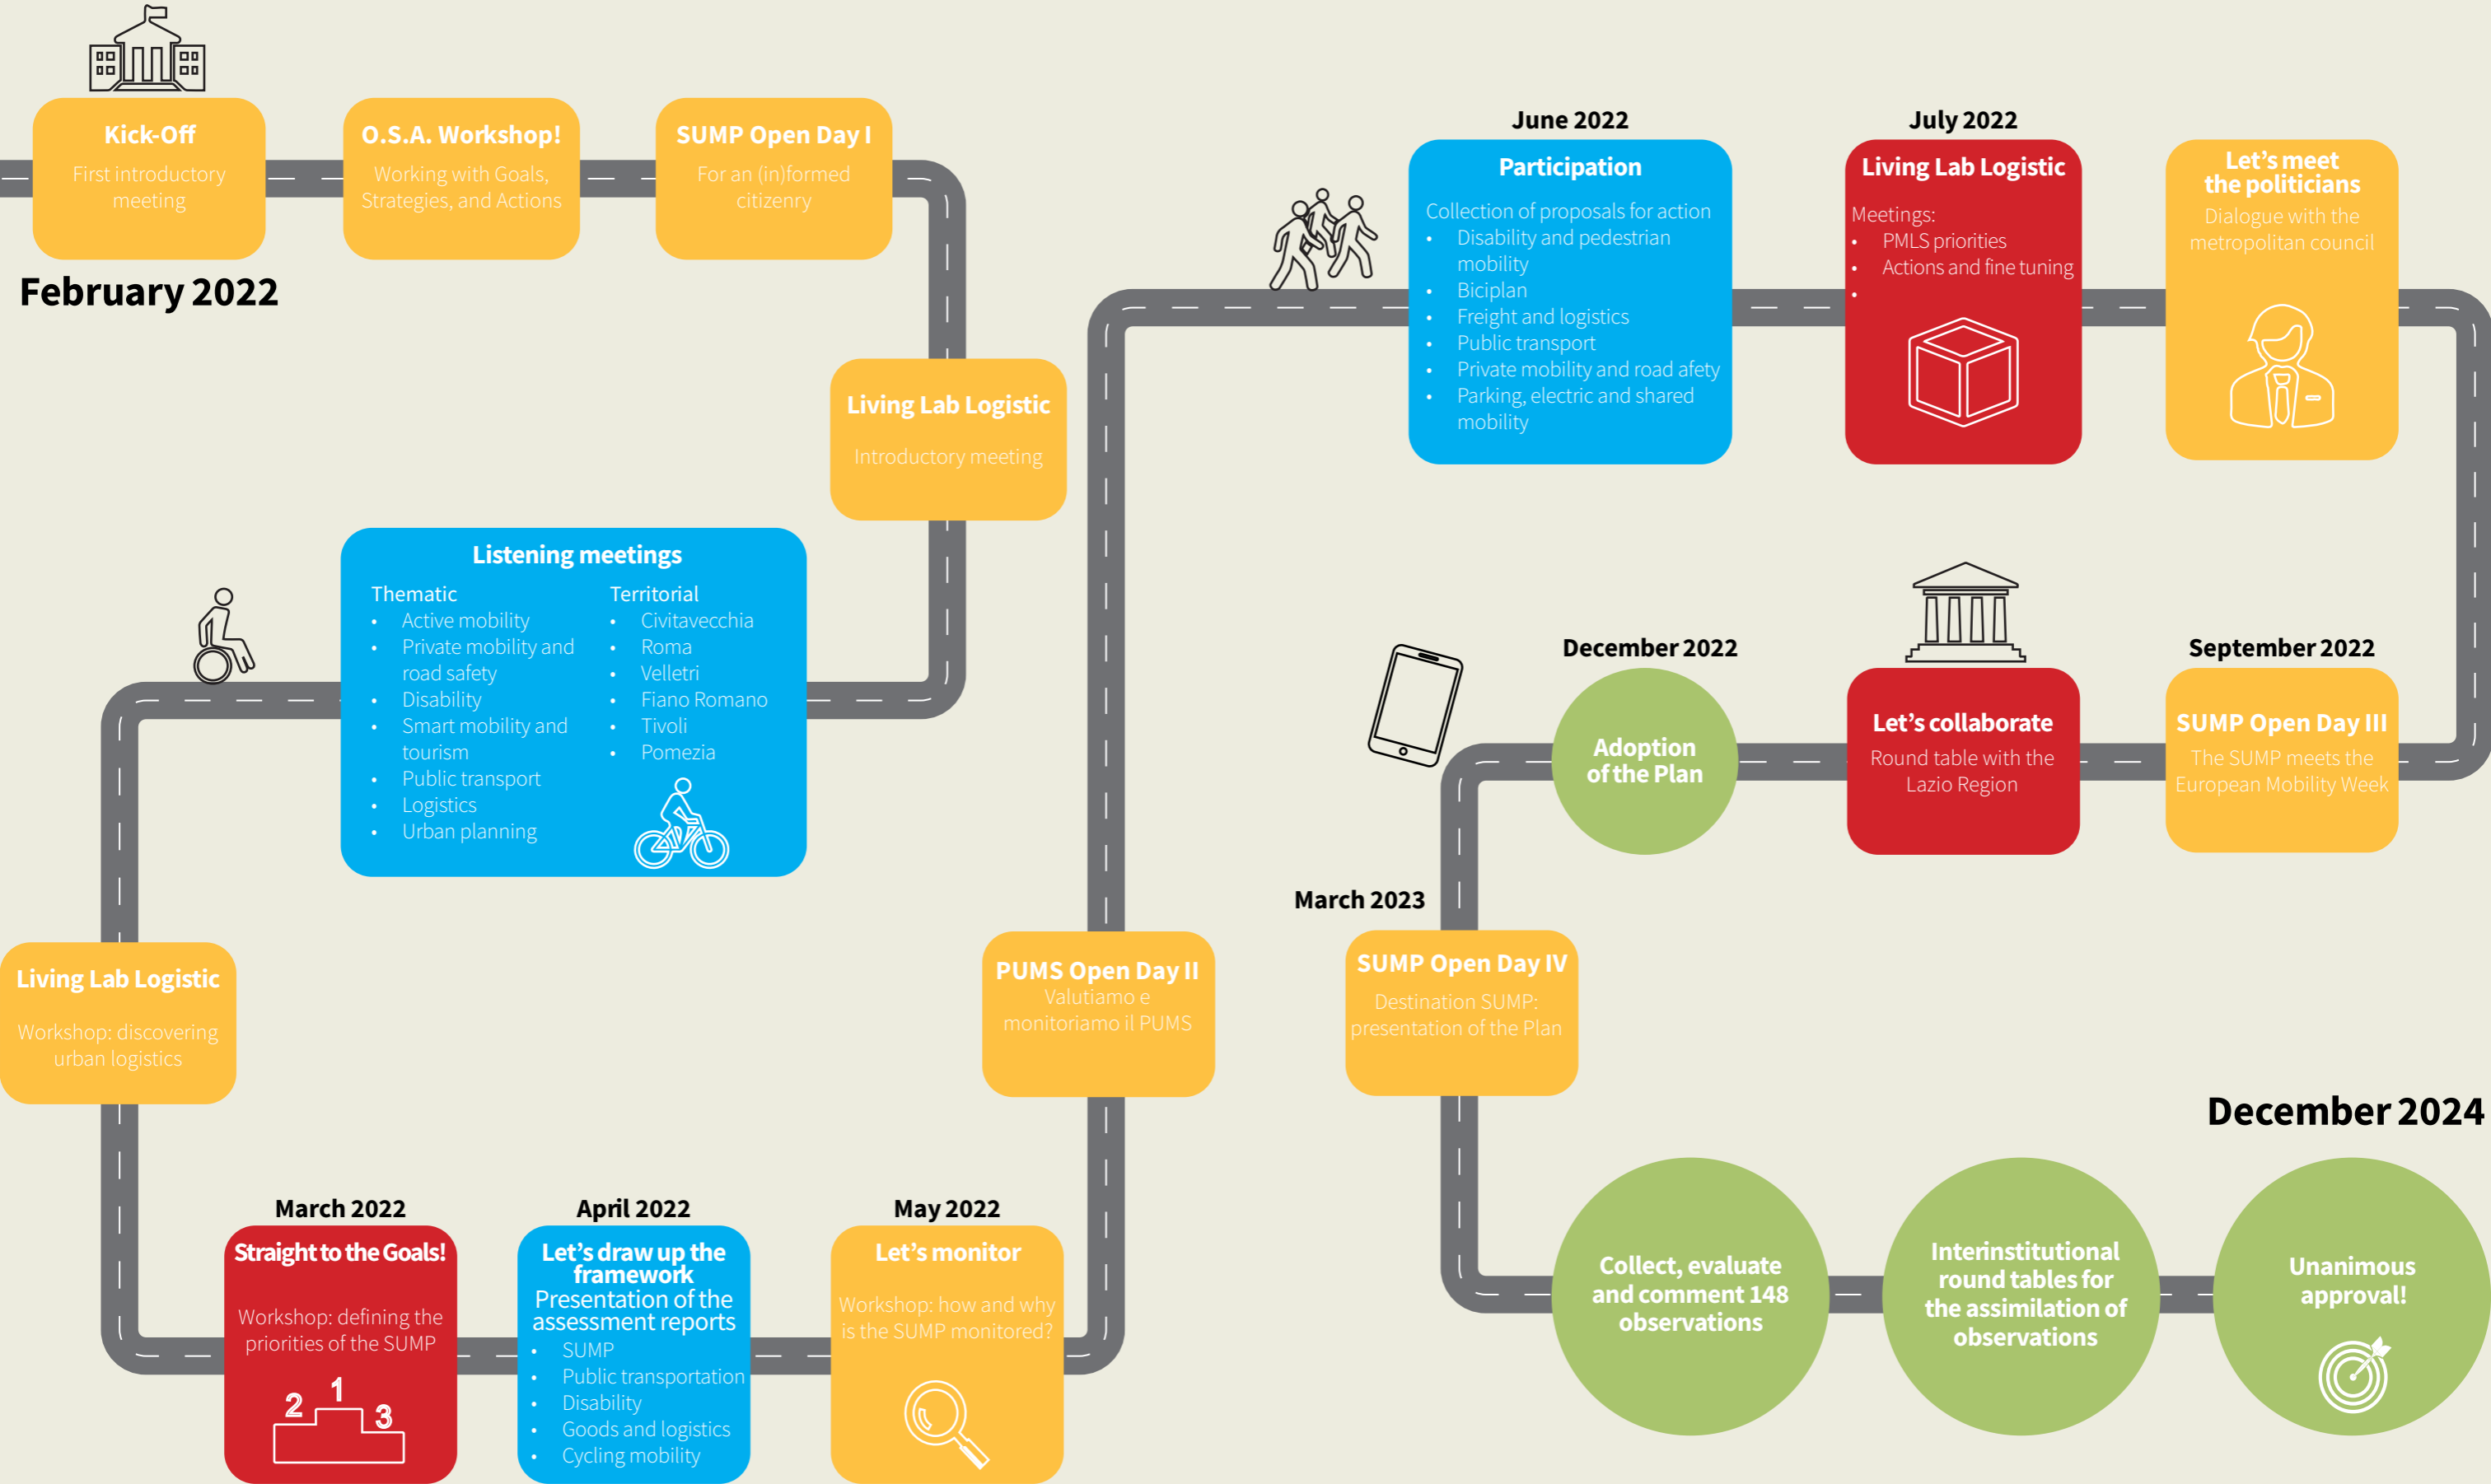 Kick-Off
First introductory
meeting
February 2022
O.S.A. Workshop!
Working with Goals,
Strategies, and Actions
SUMP Open Day I
For an (in)formed
citizenry
Living Lab Logistic
Introductory meeting
Listening meetings
Thematic
• Active mobility
• Private mobility and
road safety
• Disability
• Smart mobility and
tourism
• Public transport
• Logistics
• Urban planning
Territorial
• Civitavecchia
• Roma
• Velletri
• Fiano Romano
• Tivoli
• Pomezia
Living Lab Logistic
Workshop: discovering
urban logistics
March 2022
Straight to the Goals!
Workshop: defining the
priorities of the SUMP
2 1 3
April 2022
Let's draw up the
framework
Presentation of the
assessment reports
• SUMP
• Public transportation
• Disability
• Goods and logistics
• Cycling mobility
May 2022
Let's monitor
Workshop: how and why
is the SUMP monitored?
PUMS Open Day II
Valutiamo e
monitoriamo il PUMS
June 2022
Participation
Collection of proposals for action
• Disability and pedestrian
mobility
• Biciplan
• Freight and logistics
• Public transport
• Private mobility and road afety
• Parking, electric and shared
mobility
July 2022
Living Lab Logistic
Meetings:
• PMLS priorities
• Actions and fine tuning
•
Let's meet
the politicians
Dialogue with the
metropolitan council
September 2022
SUMP Open Day III
The SUMP meets the
European Mobility Week
Let's collaborate
Round table with the
Lazio Region
December 2022
Adoption
of the Plan
March 2023
SUMP Open Day IV
Destination SUMP:
presentation of the Plan
Collect, evaluate
and comment 148
observations
Interinstitutional
round tables for
the assimilation of
observations
December 2024
Unanimous
approval!